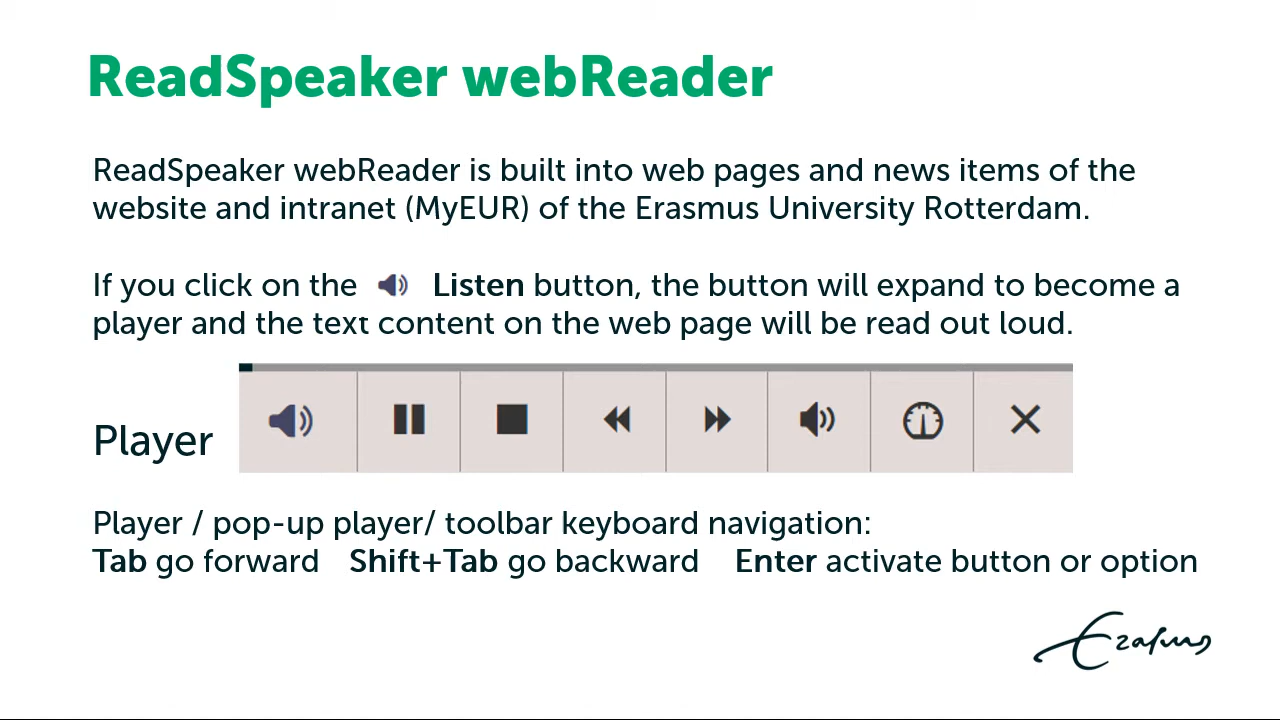 ReadSpeaker webReader
ReadSpeaker webReader is built into web pages and news items of the
website and intranet (MyEUR) of the Erasmus University Rotterdam.
If you click on the Listen button, the button will expand to become a
player and the text content on the web page will be read out loud.
Player
Player / pop-up player/ toolbar keyboard navigation:
Tab go forward Shift+Tab go backward Enter activate button or option
Erasmus